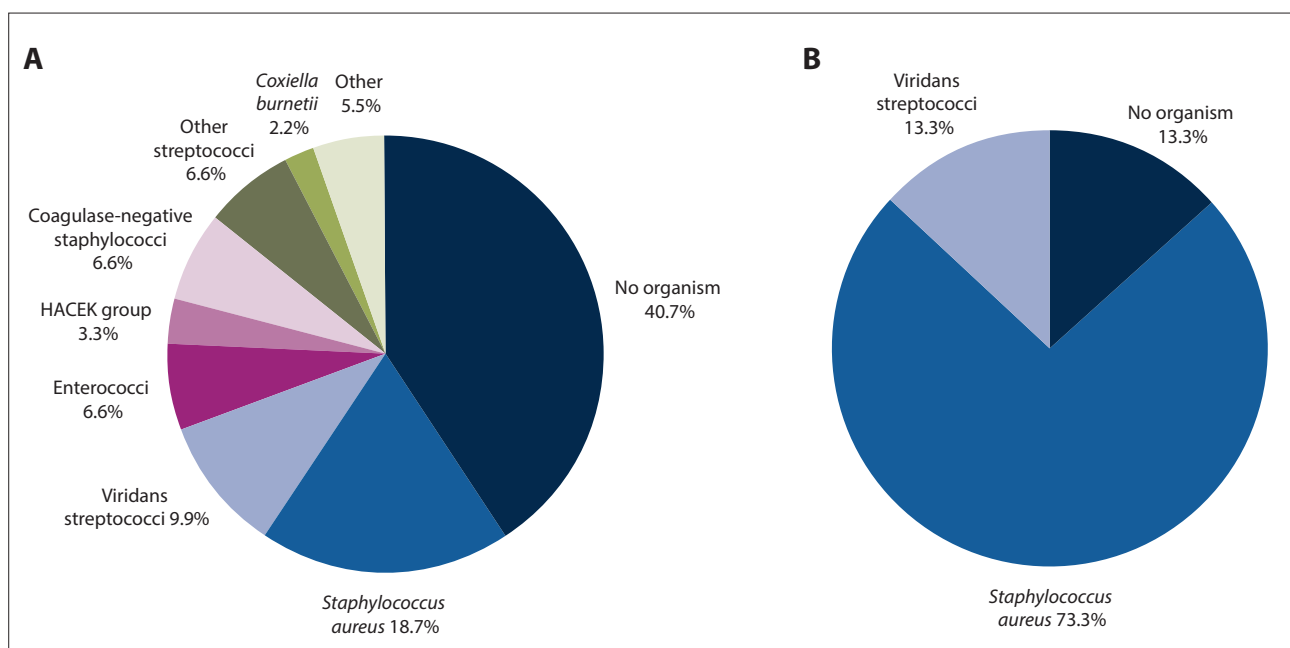 A
Coxiella
burnetii
2.2%
Other
5.5%
Other
streptococci
6.6%
Coagulase-negative
staphylococci
6.6%
HACEK group
3.3%
Enterococci
6.6%
Viridans
streptococci 9.9%
Staphylococcus
aureus 18.7%
No organism
40.7%
B
Viridans
streptococci
13.3%
No organism
13.3%
Staphylococcus
aureus 73.3%